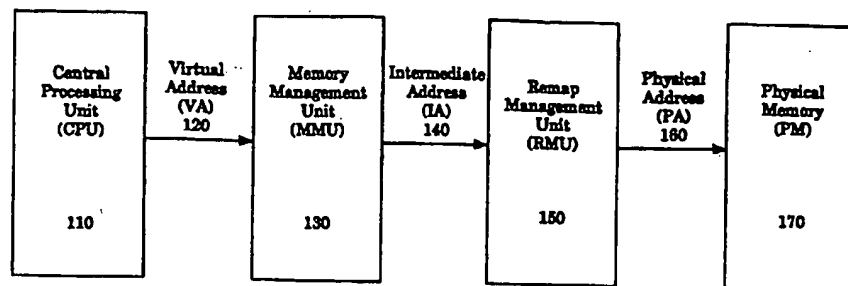 Central
Processing
Unit
(CPU)
110
Virtual
Address
(VA)
120
Memory
Management
Unit
(MMU)
130
Intermediate
Address
(IA)
140
Remap
Management
Unit
(RMU)
150
Physical
Address
(PA)
160
Physical
Memory
(PM)
170